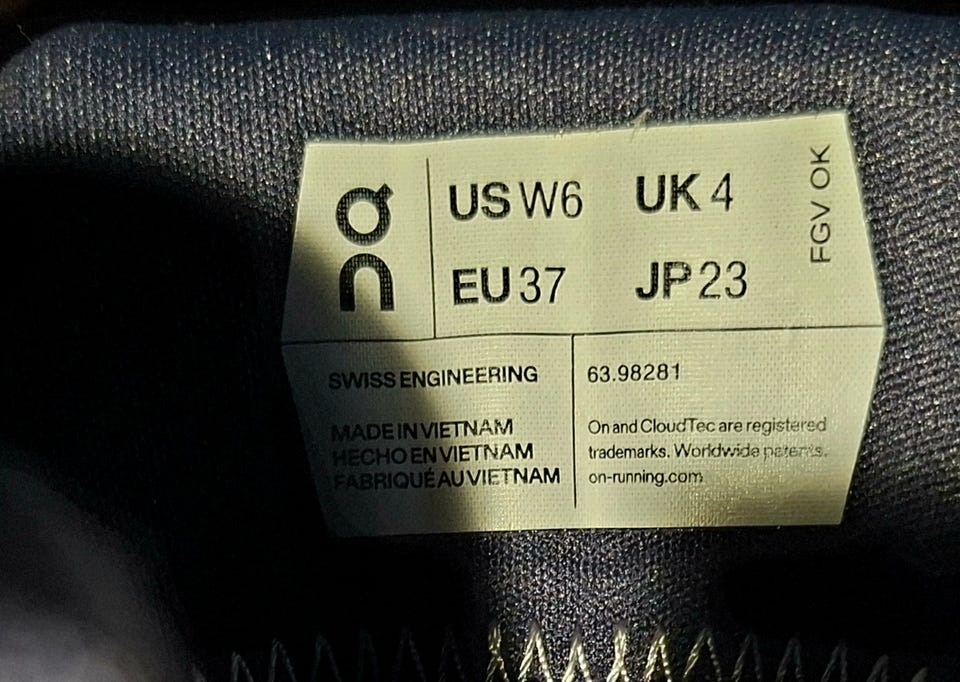 On
US W6 UK 4
EU 37 JP 23
FGV OK
SWISS ENGINEERING
MADE IN VIETNAM
HECHO EN VIETNAM
FABRIQUÉ AU VIETNAM
63.98281
On and CloudTec are registered
trademarks. Worldwide patents.
on-running.com